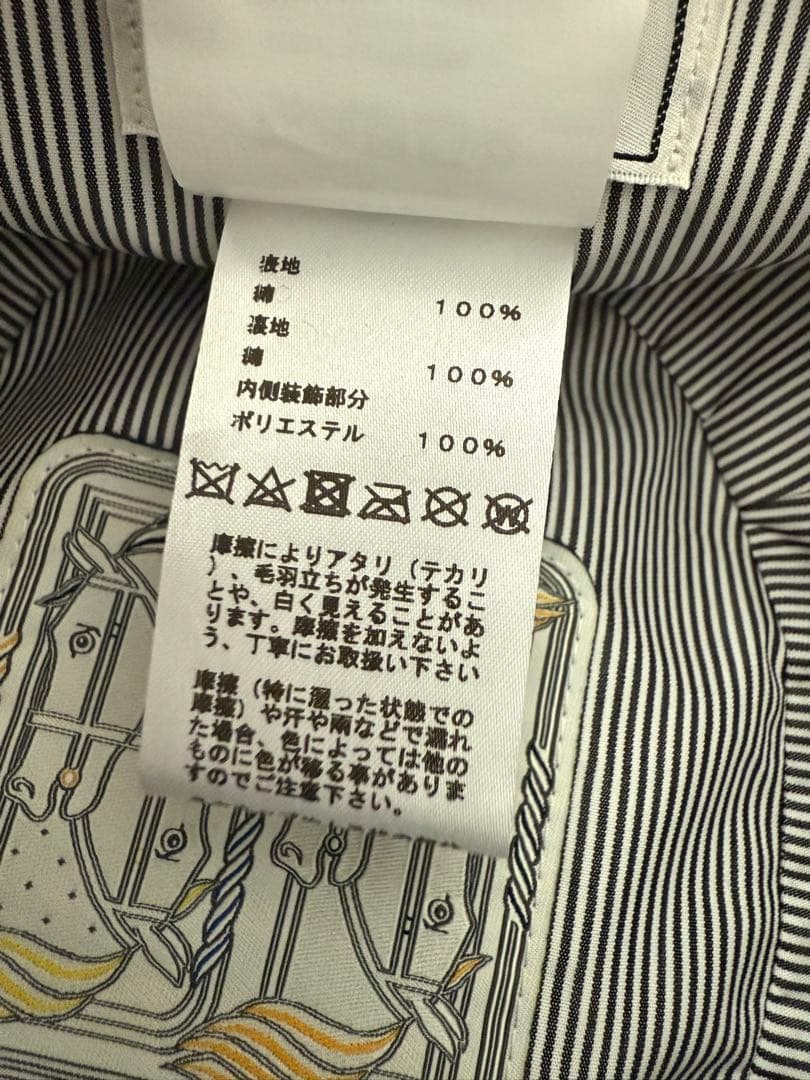 表地
綿 100%
裏地
綿 100%
内側装飾部分
ポリエステル 100%
W
摩擦によりアタリ（テカリ
）、毛羽立ちが発生するこ
とや、白く見えることがあ
ります。摩擦を加えないよ
う、丁寧にお取扱い下さい
摩擦（特に湿った状態での
摩擦）や汗や雨などで濡れ
た場合、色によっては他の
ものに色が移る事がありま
すのでご注意下さい。